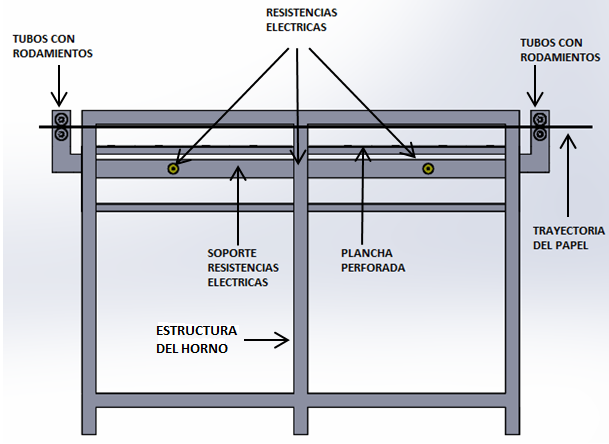 RESISTENCIAS
ELECTRICAS
TUBOS CON
RODAMIENTOS
TUBOS CON
RODAMIENTOS
TRAYECTORIA
DEL PAPEL
SOPORTE
RESISTENCIAS
ELECTRICAS
PLANCHA
PERFORADA
ESTRUCTURA
DEL HORNO